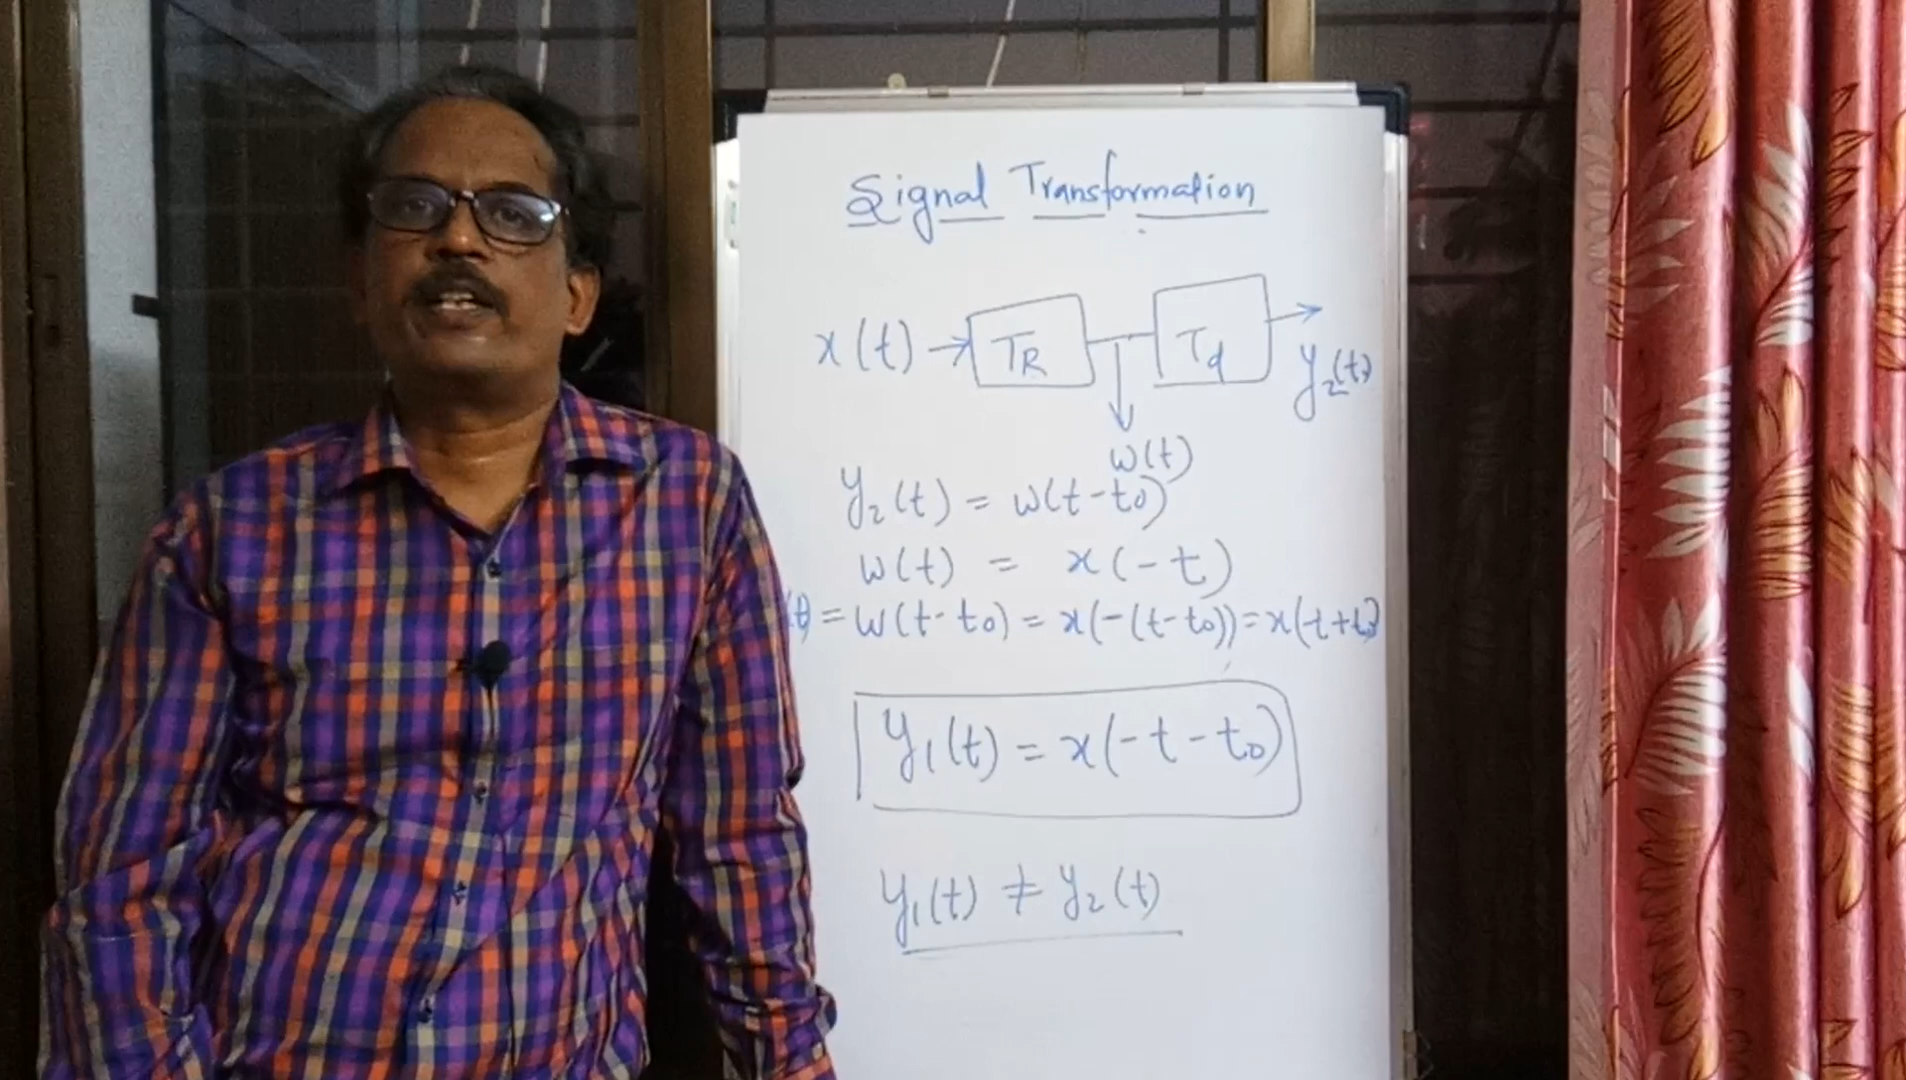 Signal Transformation
x(t) → TR Td →
y₂(t)
w(t)
y₂(t) = w(t-t₀)
w(t) = x(-t)
(t) = w(t-t₀) = x(-(t-t₀)) = x(-t+t₀)
y₁(t) = x(-t-t₀)
y₁(t) ≠ y₂(t)